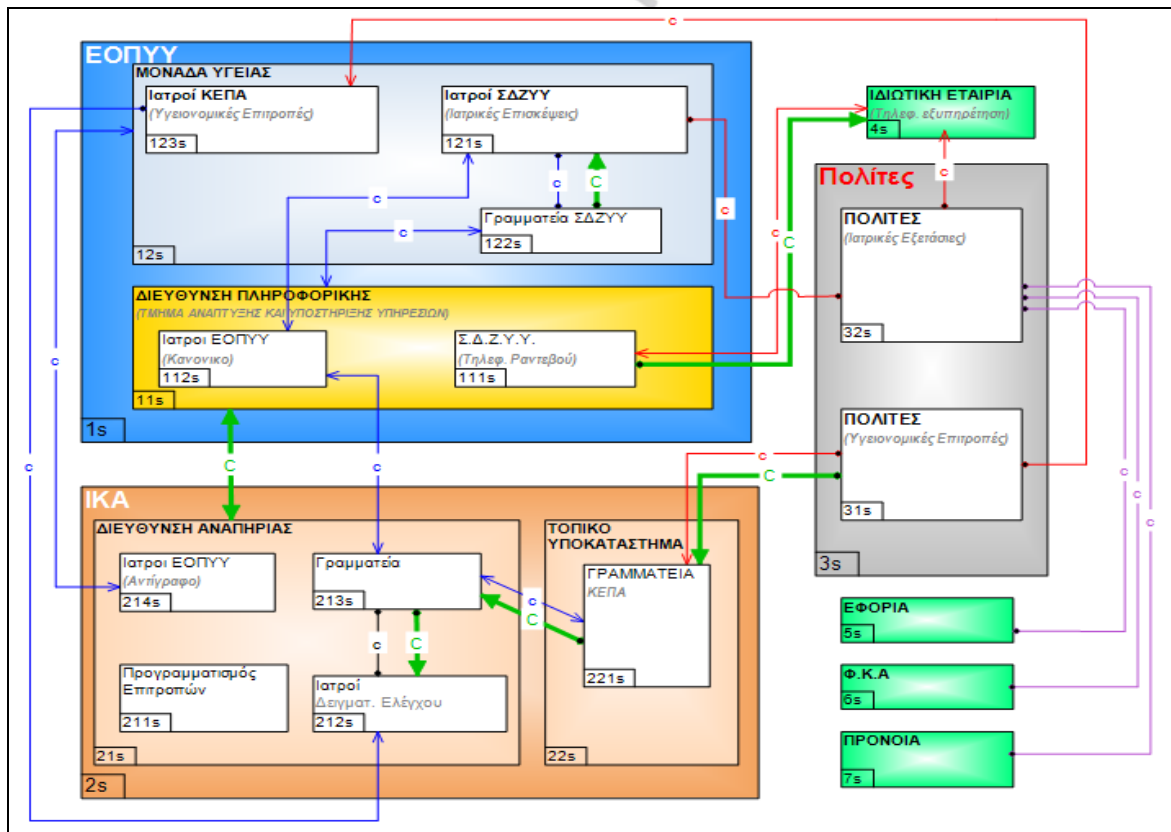 c
ΕΟΠΥΥ
ΜΟΝΑΔΑ ΥΓΕΙΑΣ
Ιατροί ΚΕΠΑ
(Υγειονομικές Επιτροπές)
123s
Ιατροί ΣΔΖΥΥ
(Ιατρικές Επισκέψεις)
121s
c
C
c
c
Γραμματεία ΣΔΖΥΥ
122s
c
12s
ΔΙΕΥΘΥΝΣΗ ΠΛΗΡΟΦΟΡΙΚΗΣ
(ΤΜΗΜΑ ΑΝΑΠΤΥΞΗΣ ΚΑΙ ΥΠΟΣΤΗΡΙΞΗΣ ΥΠΗΡΕΣΙΩΝ)
Ιατροι ΕΟΠΥΥ
(Κανονικο)
112s
Σ.Δ.Ζ.Υ.Υ.
(Τηλεφ. Ραντεβού)
111s
11s
1s
ΙΔΙΩΤΙΚΗ ΕΤΑΙΡΙΑ
(Τηλεφ. εξυπηρέτηση)
4s
c
c
C
Πολίτες
ΠΟΛΙΤΕΣ
(Ιατρικές Εξετάσιες)
32s
ΠΟΛΙΤΕΣ
(Υγειονομικές Επιτροπές)
31s
3s
c
c
c
c
C
c
c
C
c
ΙΚΑ
ΔΙΕΥΘΥΝΣΗ ΑΝΑΠΗΡΙΑΣ
Ιατροι ΕΟΠΥΥ
(Αντίγραφο)
214s
Γραμματεία
213s
c
C
c
C
Προγραμματισμός
Επιτροπών
211s
Ιατροί
Δειγματ. Ελέγχου
212s
21s
ΤΟΠΙΚΟ
ΥΠΟΚΑΤΑΣΤΗΜΑ
ΓΡΑΜΜΑΤΕΙΑ
ΚΕΠΑ
221s
22s
2s
ΕΦΟΡΙΑ
5s
Φ.Κ.Α
6s
ΠΡΟΝΟΙΑ
7s